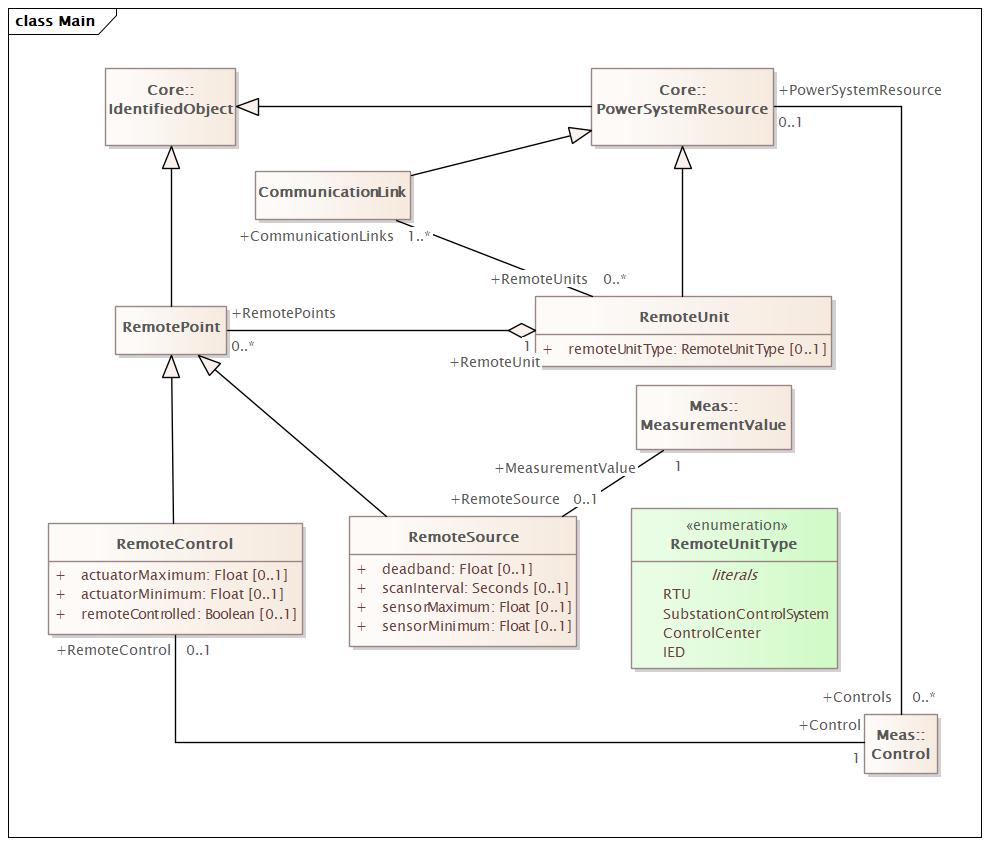 class Main
Core::
IdentifiedObject
Core::
PowerSystemResource
+PowerSystemResource
0..1
CommunicationLink
+CommunicationLinks 1..*
+RemoteUnits 0..*
RemotePoint
+RemotePoints
0..*
1
+RemoteUnit
RemoteUnit
+ remoteUnitType: RemoteUnitType [0..1]
Meas::
MeasurementValue
+MeasurementValue 1
+RemoteSource 0..1
RemoteControl
+ actuatorMaximum: Float [0..1]
+ actuatorMinimum: Float [0..1]
+ remoteControlled: Boolean [0..1]
+RemoteControl 0..1
RemoteSource
+ deadband: Float [0..1]
+ scanInterval: Seconds [0..1]
+ sensorMaximum: Float [0..1]
+ sensorMinimum: Float [0..1]
«enumeration»
RemoteUnitType
literals
RTU
SubstationControlSystem
ControlCenter
IED
+Controls 0..*
+Control
1
Meas::
Control